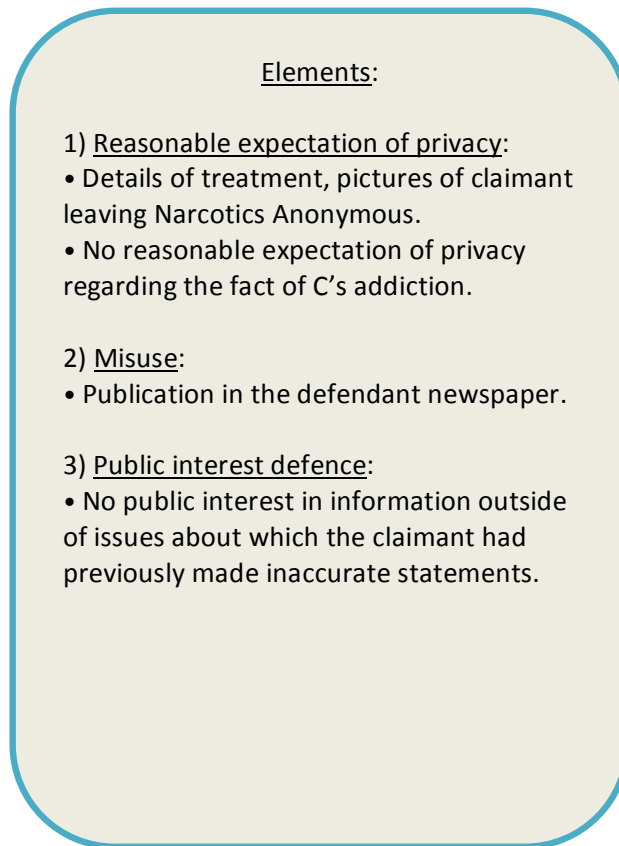 Elements:
1) Reasonable expectation of privacy:
• Details of treatment, pictures of claimant
leaving Narcotics Anonymous.
• No reasonable expectation of privacy
regarding the fact of C’s addiction.
2) Misuse:
• Publication in the defendant newspaper.
3) Public interest defence:
• No public interest in information outside
of issues about which the claimant had
previously made inaccurate statements.